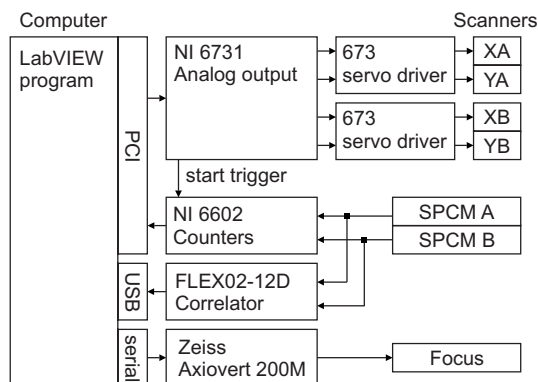 Computer
Scanners
LabVIEW
program
PCI
NI 6731
Analog output
673
servo driver
XA
YA
673
servo driver
XB
YB
start trigger
NI 6602
Counters
SPCM A
SPCM B
USB
FLEX02-12D
Correlator
serial
Zeiss
Axiovert 200M
Focus